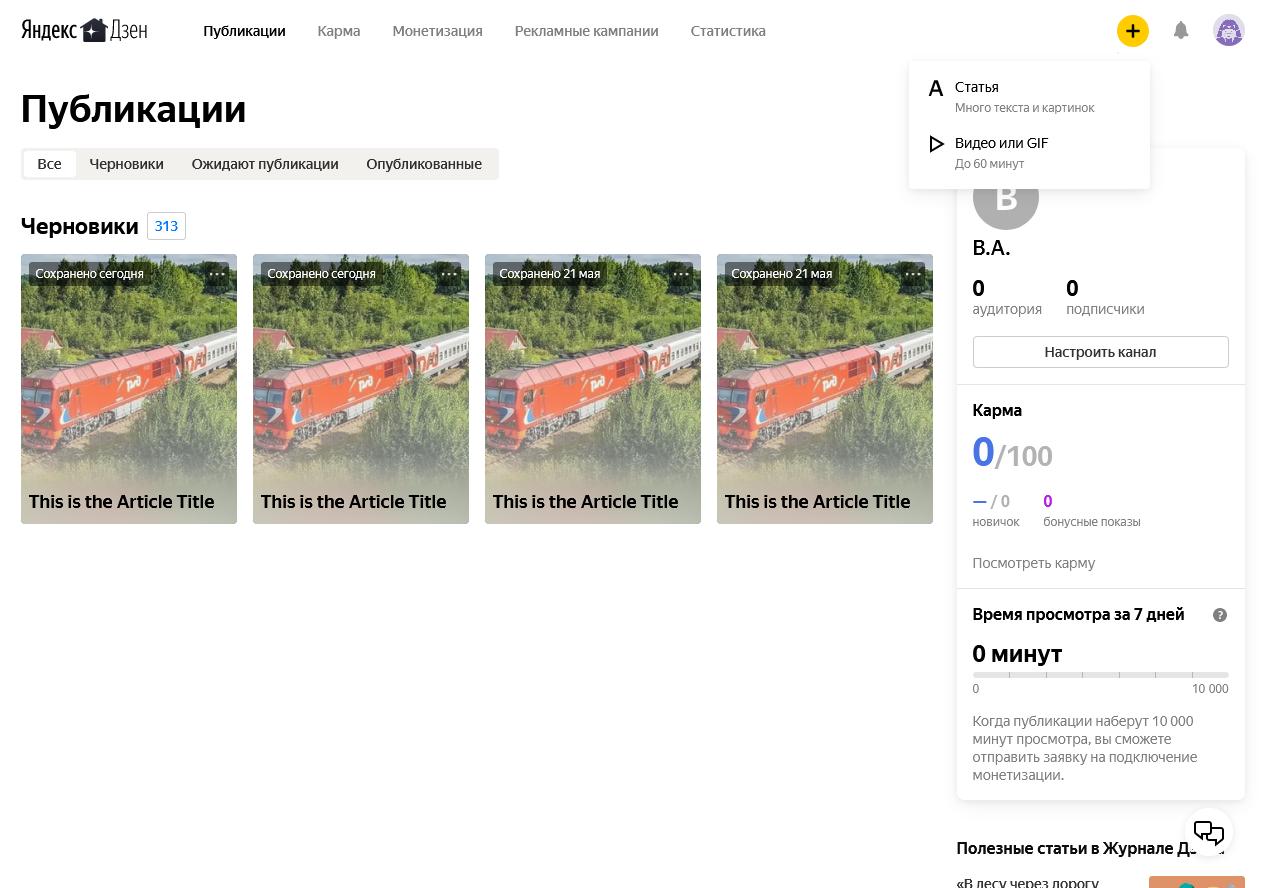 Яндекс Дзен
Публикации Карма Монетизация Рекламные кампании Статистика
A Статья
Много текста и картинок
Видео или GIF
До 60 минут
Публикации
Все Черновики Ожидают публикации Опубликованные
Черновики 313
Сохранено сегодня
This is the Article Title
Сохранено сегодня
This is the Article Title
Сохранено 21 мая
This is the Article Title
Сохранено 21 мая
This is the Article Title
В
В.А.
0 0
аудитория подписчики
Настроить канал
Карма
0/100
— / 0 0
новичок бонусные показы
Посмотреть карму
Время просмотра за 7 дней ?
0 минут
0 10 000
Когда публикации наберут 10 000
минут просмотра, вы сможете
отправить заявку на подключение
монетизации.
Полезные статьи в Журнале
«В лесу через дорогу